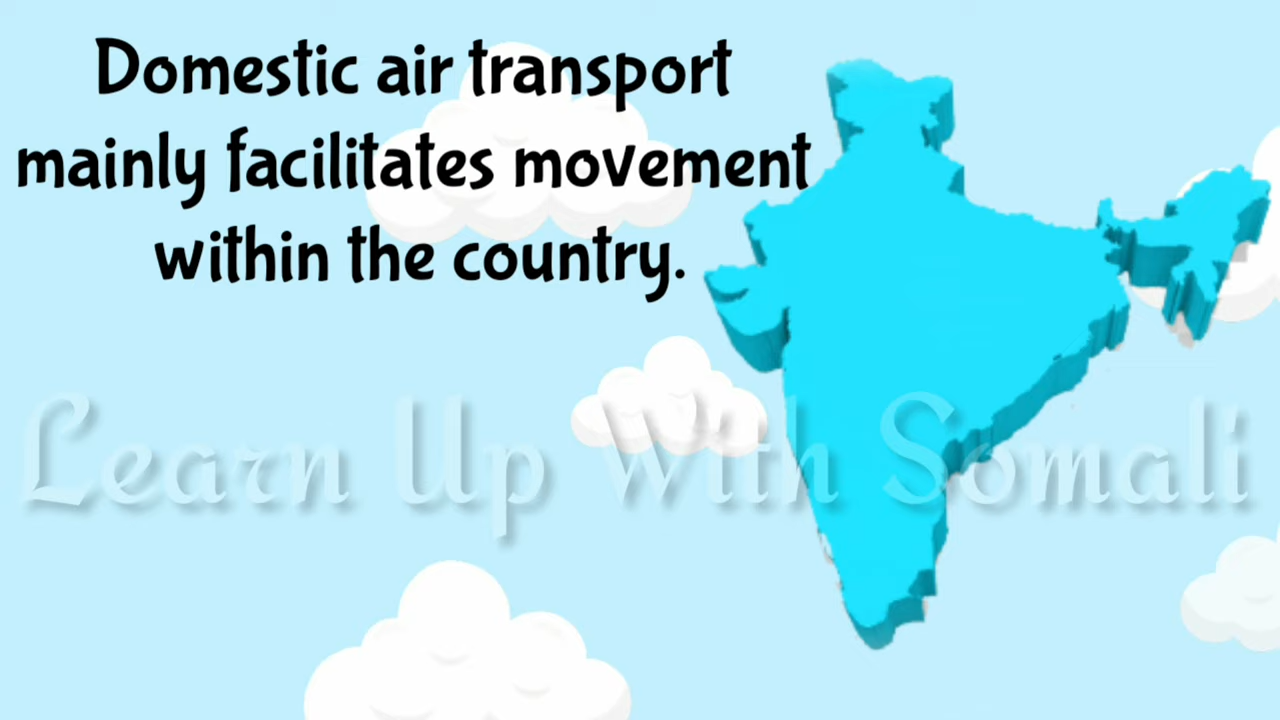 Domestic air transport
mainly facilitates movement
within the country.
Learn Up With Somali